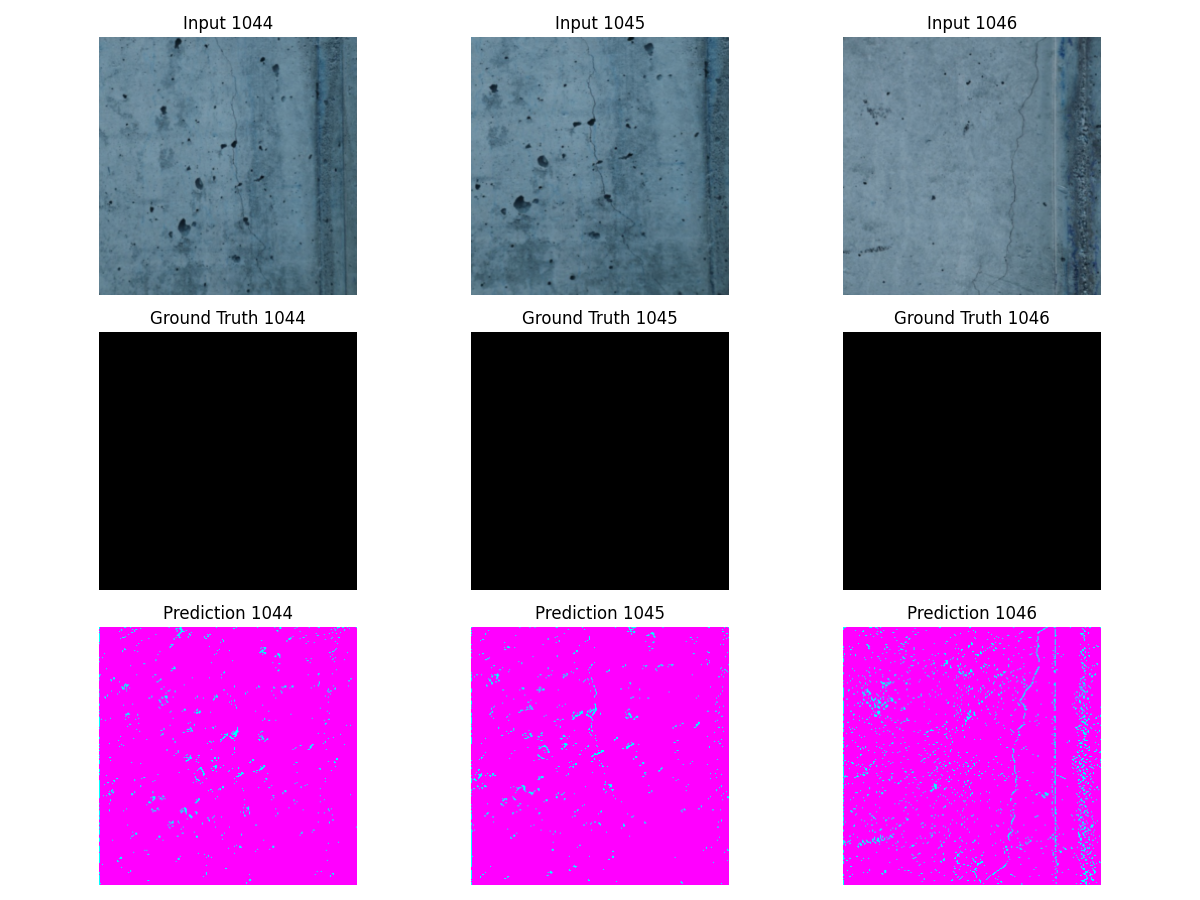 Input 1044
Input 1045
Input 1046
Ground Truth 1044
Ground Truth 1045
Ground Truth 1046
Prediction 1044
Prediction 1045
Prediction 1046